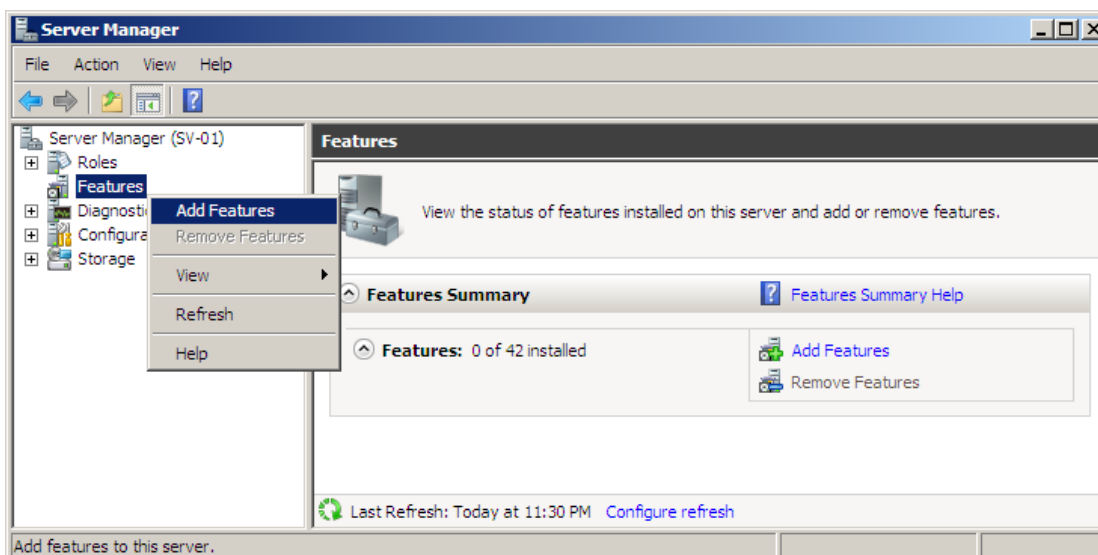 Server Manager
File Action View Help
Server Manager (SV-01)
Roles
Features
Diagnosti
Configura
Storage
Add Features
Remove Features
View
Refresh
Help
Features
View the status of features installed on this server and add or remove features.
Features Summary
Features Summary Help
Features: 0 of 42 installed
Add Features
Remove Features
Last Refresh: Today at 11:30 PM Configure refresh
Add features to this server.